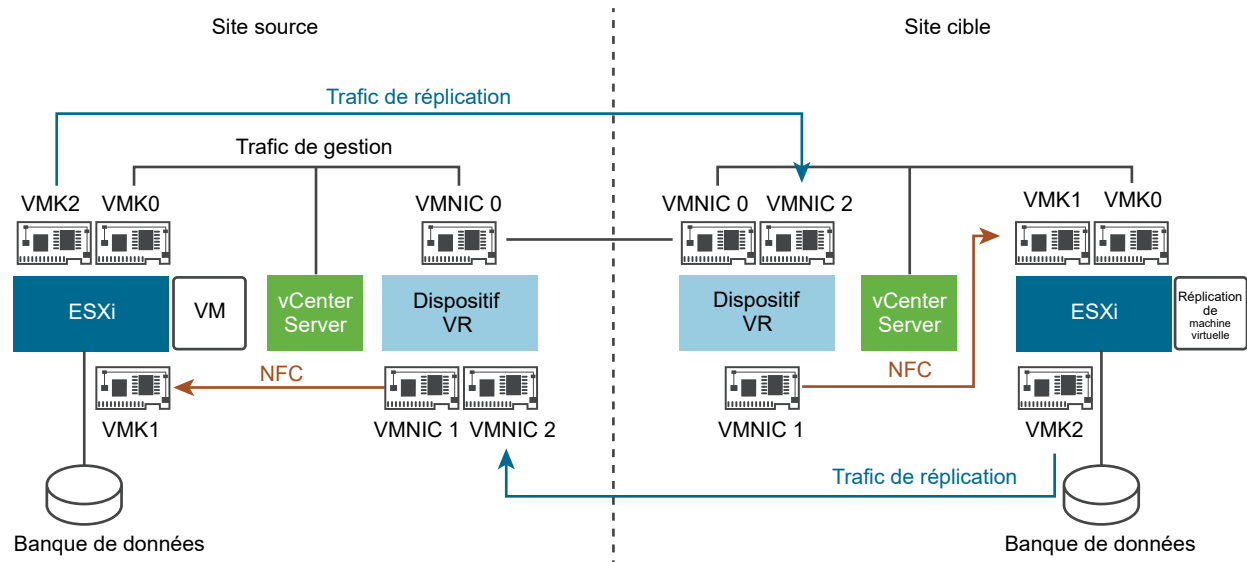 Site source
Site cible
Trafic de réplication
Trafic de gestion
VMK2
VMK0
VMNIC 0
VMNIC 0
VMNIC 2
VMK1
VMK0
ESXi
VM
vCenter
Server
Dispositif
VR
Dispositif
VR
vCenter
Server
ESXi
Réplication
de
machine
virtuelle
NFC
NFC
VMK1
VMNIC 1
VMNIC 2
VMNIC 1
VMK2
Trafic de réplication
Banque de données
Banque de données